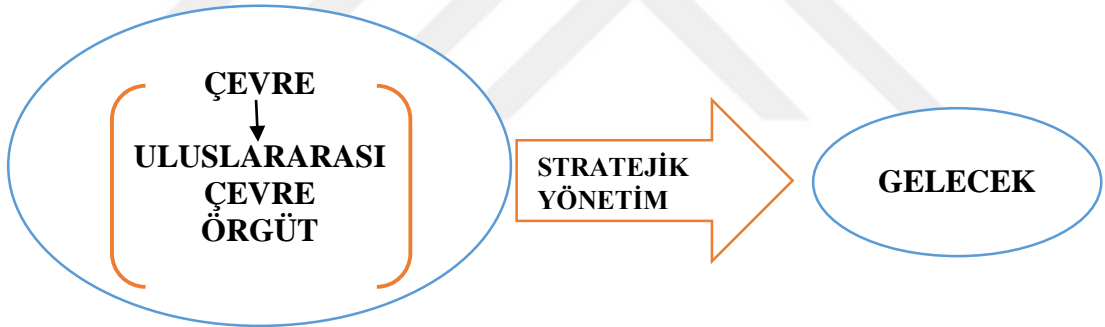 ÇEVRE
ULUSLARARASI
ÇEVRE
ÖRGÜT
STRATEJİK
YÖNETİM
GELECEK